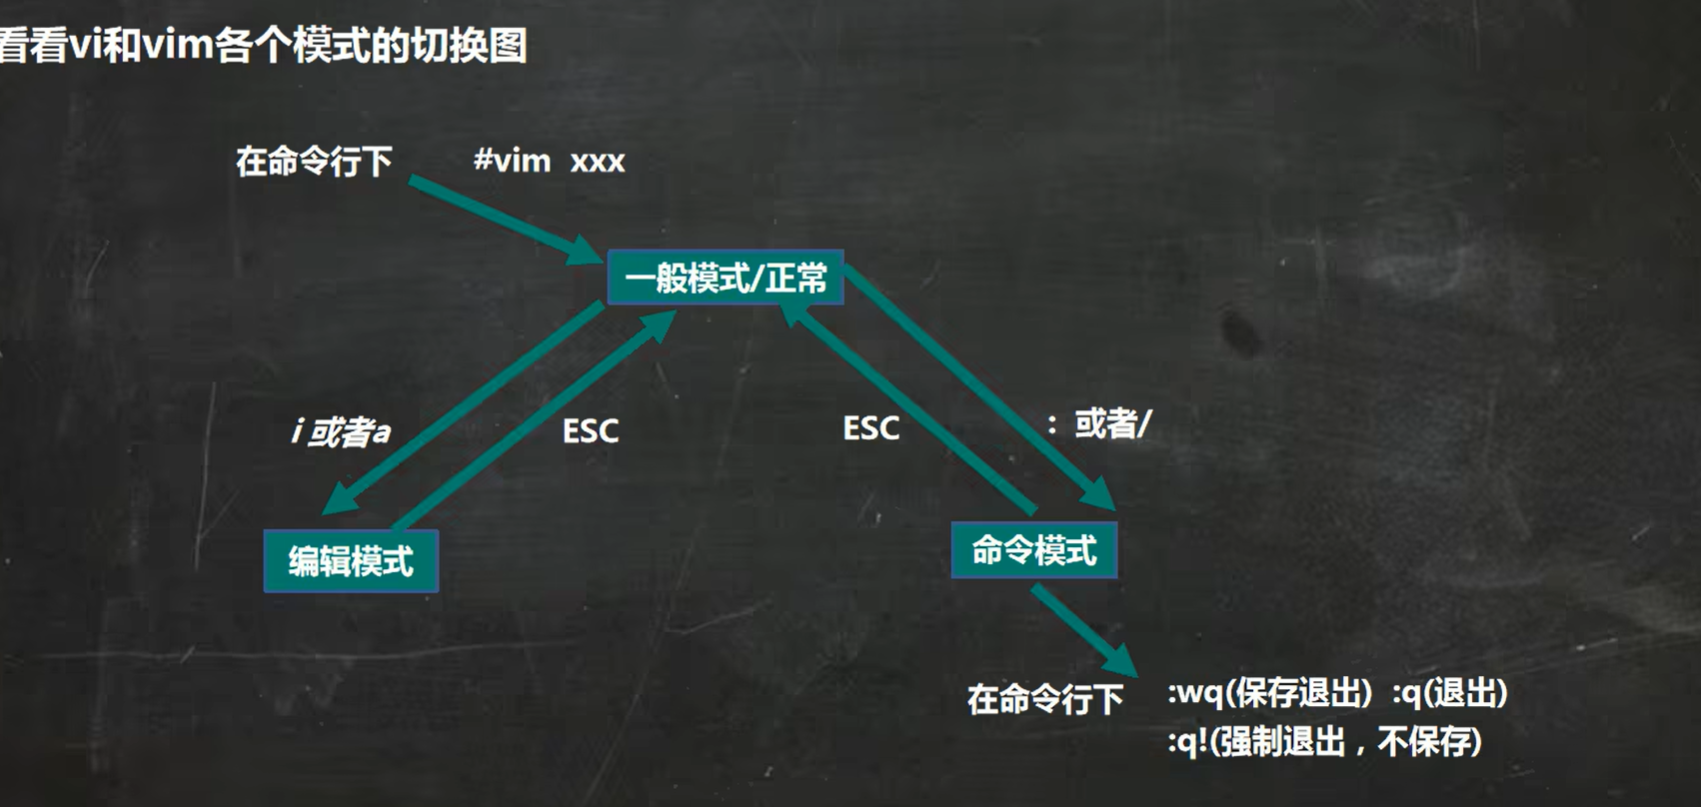 看看vi和vim各个模式的切换图
在命令行下 #vim xxx
一般模式/正常
i 或者a
ESC
ESC
: 或者/
编辑模式
命令模式
在命令行下
:wq(保存退出) :q(退出)
:q!(强制退出，不保存)